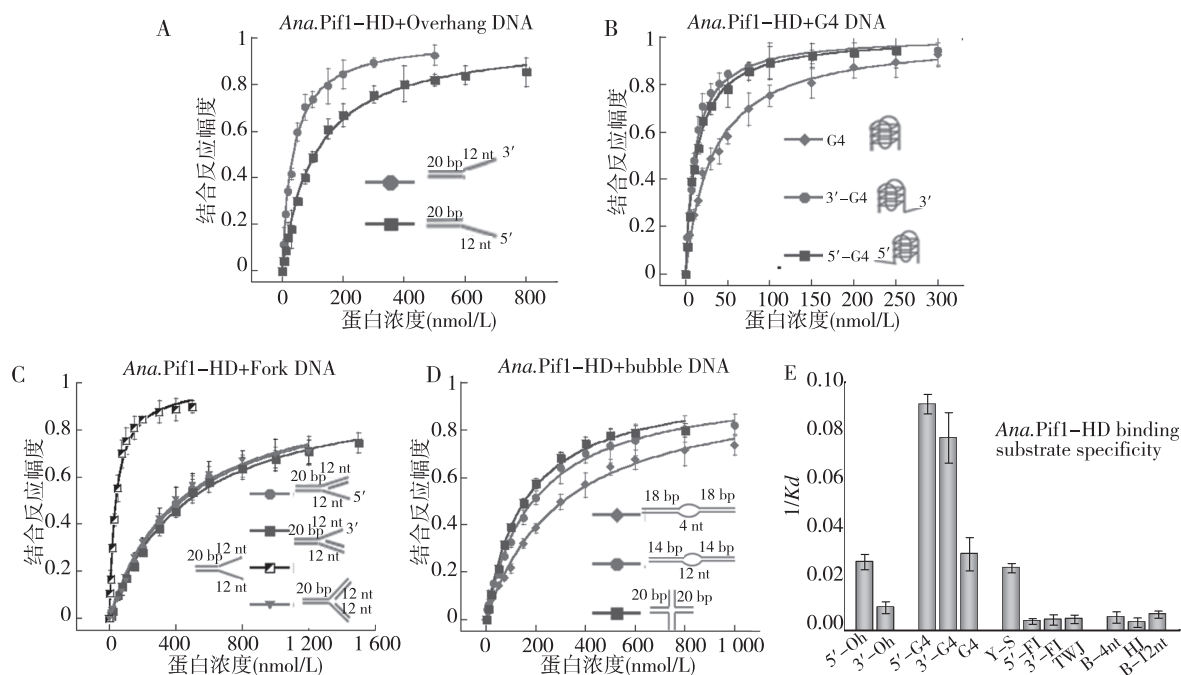 A
Ana.Pif1-HD+Overhang DNA
结合反应幅度
1
0.8
0.6
0.4
0.2
0
20 bp 12 nt 3′
20 bp
12 nt 5′
0 200 400 600 800
蛋白浓度(nmol/L)
B
Ana.Pif1-HD+G4 DNA
结合反应幅度
1
0.8
0.6
0.4
0.2
0
G4
3′-G4 3′
5′-G4 5′
0 50 100 150 200 250 300
蛋白浓度(nmol/L)
C
Ana.Pif1-HD+Fork DNA
结合反应幅度
1
0.8
0.6
0.4
0.2
0
20 bp 12 nt
12 nt 5′
20bp 12 nt 3′
12 nt
20 bp 12 nt
12 nt
20 bp 12 nt
12 nt
0 400 800 1 200 1 600
蛋白浓度(nmol/L)
D
Ana.Pif1-HD+bubble DNA
结合反应幅度
1
0.8
0.6
0.4
0.2
0
18 bp 18 bp
4 nt
14 bp 14 bp
12 nt
20 bp 20 bp
0 200 400 600 800 1 000
蛋白浓度(nmol/L)
E
Ana.Pif1-HD binding
substrate specificity
1/Kd
0.10
0.08
0.06
0.04
0.02
0.00
5′-Oh 3′-Oh 5′-G4 3′-G4 G4 Y-S 5′-Fl 3′-Fl TWJ B-4nt HJ B-12nt